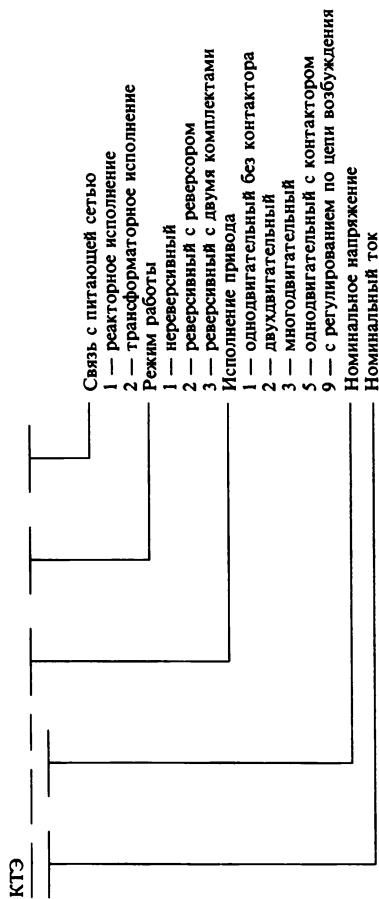 КТЭ
Связь с питающей сетью
1 — реакторное исполнение
2 — трансформаторное исполнение
Режим работы
1 — нереверсивный
2 — реверсивный с реверсором
3 — реверсивный с двумя комплектами
Исполнение привода
1 — однодвигательный без контактора
2 — двухдвигательный
3 — многодвигательный
5 — однодвигательный с контактором
9 — с регулированием по цепи возбуждения
Номинальное напряжение
Номинальный ток